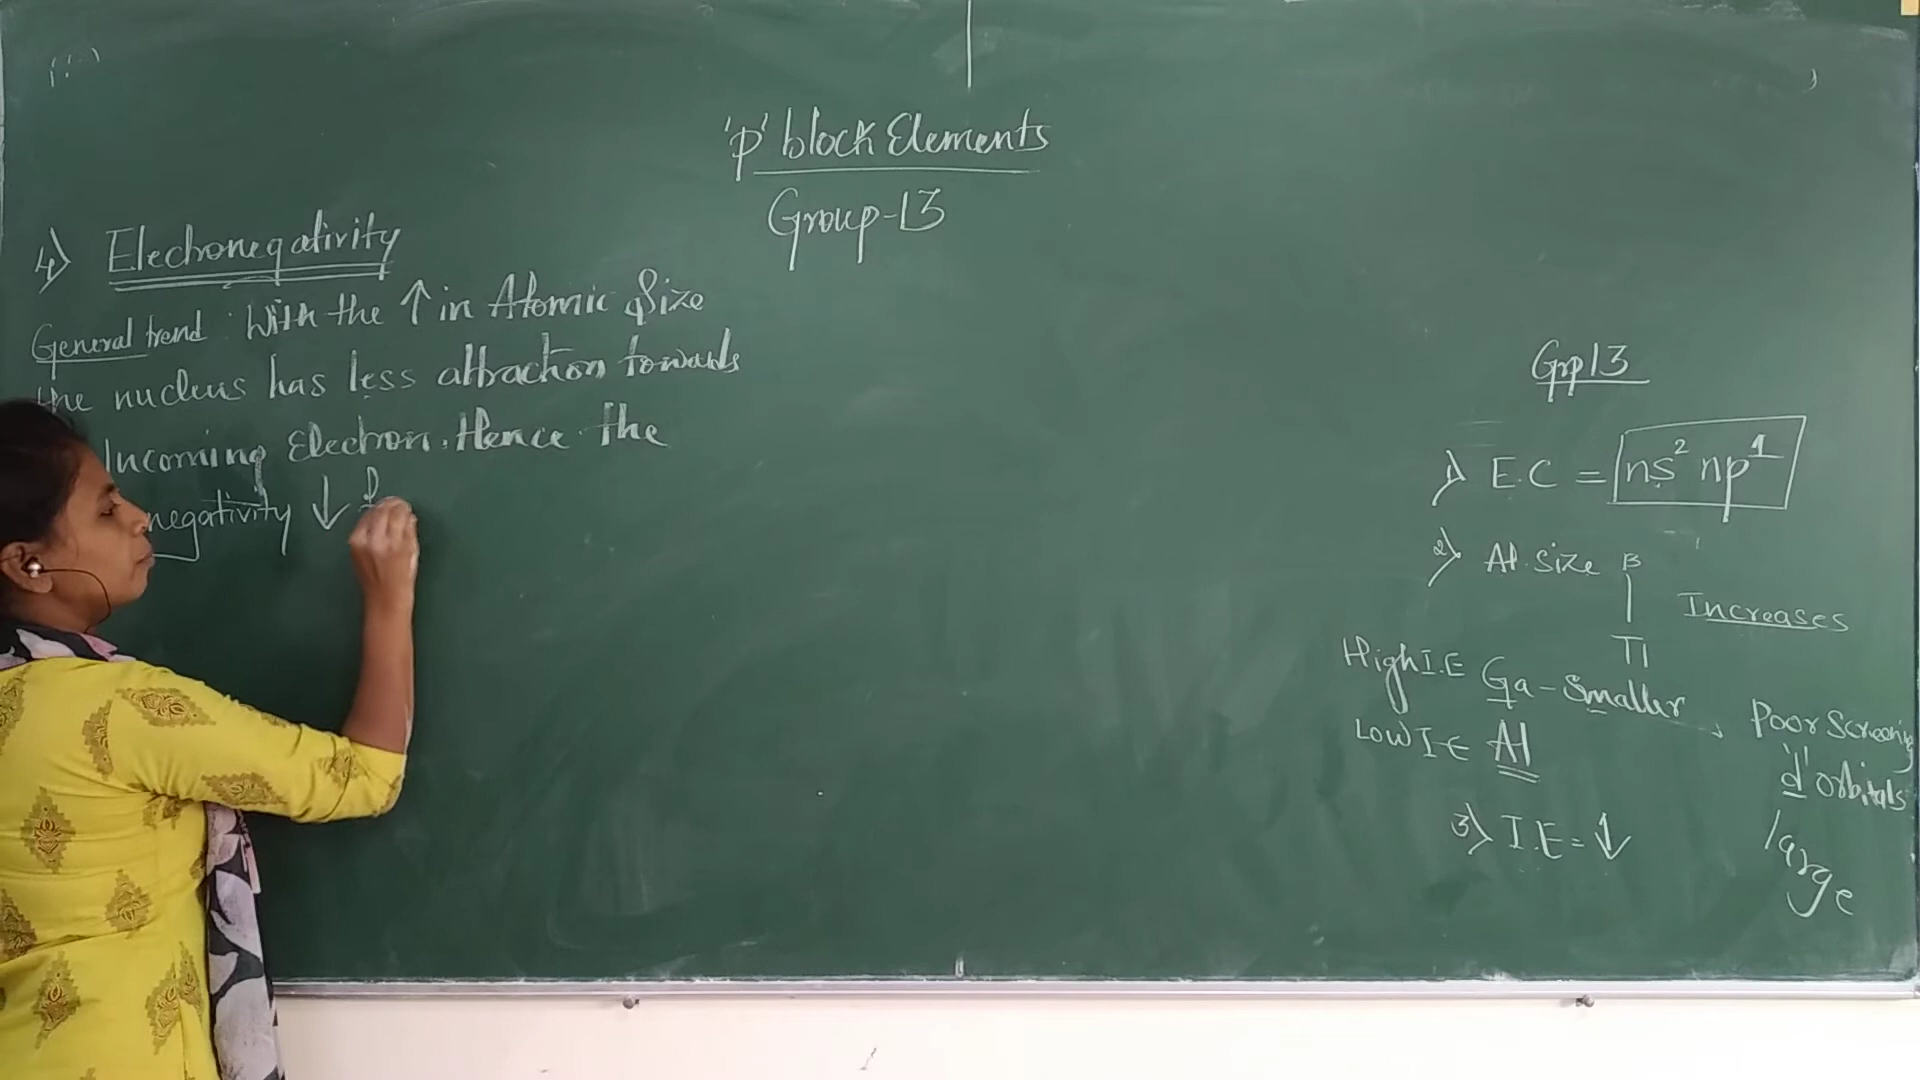 'p' block Elements
Group-13
4) Electronegativity
General trend : With the ↑ in Atomic Size
the nucleus has less attraction towards
Incoming Electron. Hence the
negativity ↓
Grp 13
1) E.C = ns² np¹
2) At. Size B
Increases
Tl
High I.E Ga - Smaller
Low I.E Al
Poor Screening
'd' Orbitals
large
3) I.E = ↓